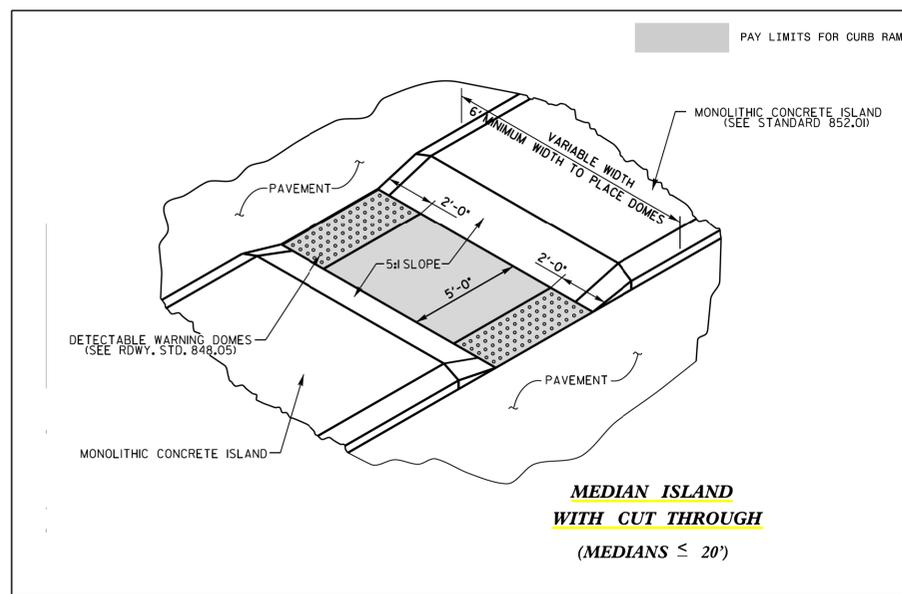 PAY LIMITS FOR CURB RAM
MONOLITHIC CONCRETE ISLAND
(SEE STANDARD 852.01)
VARIABLE WIDTH
6' MINIMUM WIDTH TO PLACE DOMES
PAVEMENT
2'-0"
5:1 SLOPE
2'-0"
5'-0"
DETECTABLE WARNING DOMES
(SEE RDWY. STD. 848.05)
PAVEMENT
MONOLITHIC CONCRETE ISLAND
MEDIAN ISLAND
WITH CUT THROUGH
(MEDIANS ≤ 20')